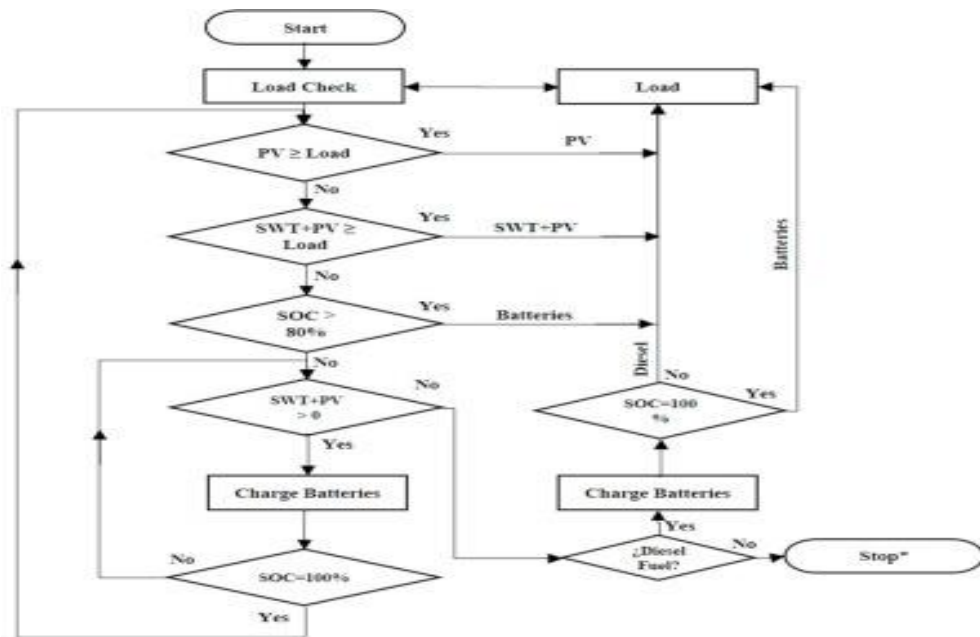 Start
Load Check
Load
Yes
PV
PV ≥ Load
No
Yes
SWT+PV
SWT+PV ≥
Load
No
Yes
Batteries
SOC >
80%
No
No
SWT+PV
> 0
Yes
Charge Batteries
No
SOC=100%
Yes
Batteries
Diesel
No
Yes
SOC=100
%
Charge Batteries
Yes
¿Diesel
Fuel?
No
Stop*